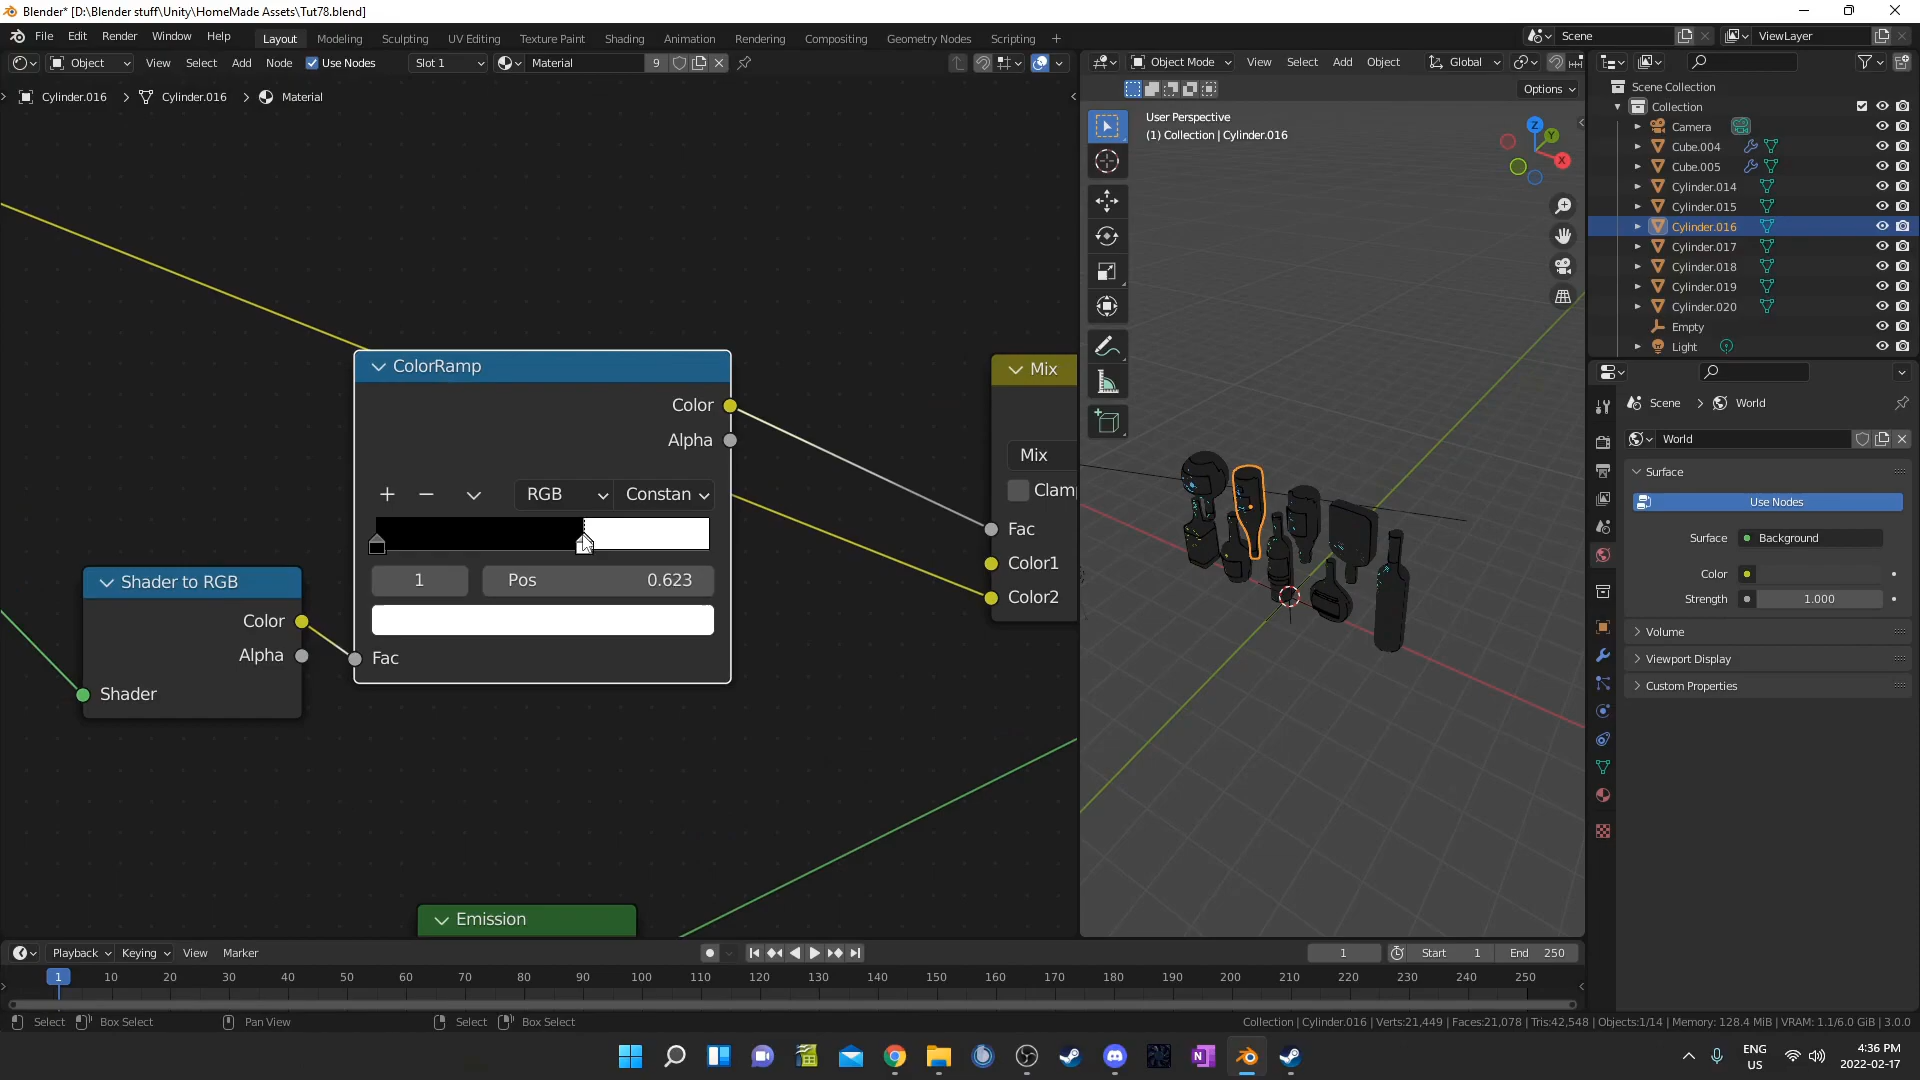 Blender* [D:\Blender stuff\Unity\HomeMade Assets\Tut78.blend]
File Edit Render Window Help Layout Modeling Sculpting UV Editing Texture Paint Shading Animation Rendering Compositing Geometry Nodes Scripting + Scene ViewLayer
Object View Select Add Node Use Nodes Slot 1 Material 9
Object Mode View Select Add Object Global
Cylinder.016 > Cylinder.016 > Material
Options
User Perspective
(1) Collection | Cylinder.016
Z
Y
X
Scene Collection
Collection
Camera
Cube.004
Cube.005
Cylinder.014
Cylinder.015
Cylinder.016
Cylinder.017
Cylinder.018
Cylinder.019
Cylinder.020
Empty
Light
ColorRamp
Color
Alpha
RGB Constan
1 Pos 0.623
Fac
Mix
Mix
Clam
Fac
Color1
Color2
Shader to RGB
Color
Alpha
Shader
Emission
Scene > World
World
Surface
Use Nodes
Surface Background
Color
Strength 1.000
Volume
Viewport Display
Custom Properties
Playback Keying View Marker 1 Start 1 End 250
1 10 20 30 40 50 60 70 80 90 100 110 120 130 140 150 160 170 180 190 200 210 220 230 240 250
Select Box Select Pan View Select Box Select Collection | Cylinder.016 | Verts:21,449 | Faces:21,078 | Tris:42,548 | Objects:1/14 | Memory: 128.4 MiB | VRAM: 1.1/6.0 GiB | 3.0.0
ENG
US
4:36 PM
2022-02-17